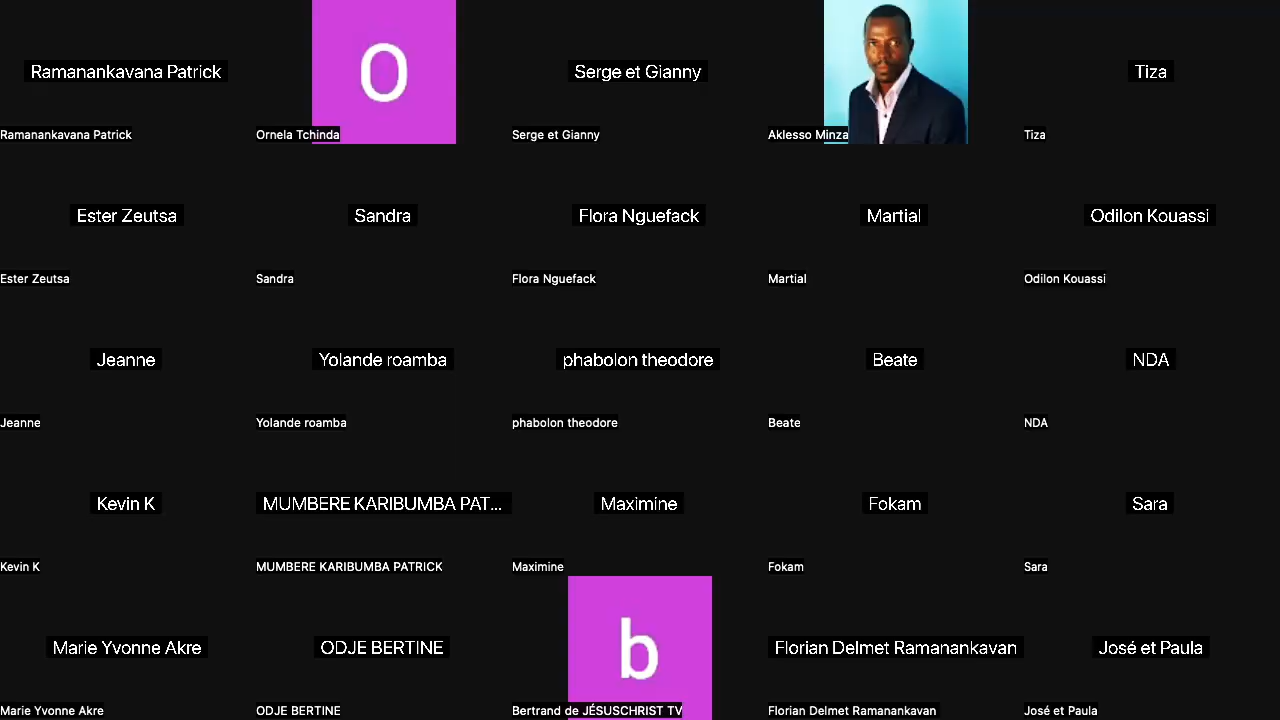 Ramanankavana Patrick
O
Serge et Gianny
Tiza
Ramanankavana Patrick
Ornela Tchinda
Serge et Gianny
Aklesso Minza
Tiza
Ester Zeutsa
Sandra
Flora Nguefack
Martial
Odilon Kouassi
Ester Zeutsa
Sandra
Flora Nguefack
Martial
Odilon Kouassi
Jeanne
Yolande roamba
phabolon theodore
Beate
NDA
Jeanne
Yolande roamba
phabolon theodore
Beate
NDA
Kevin K
MUMBERE KARIBUMBA PAT...
Maximine
Fokam
Sara
Kevin K
MUMBERE KARIBUMBA PATRICK
Maximine
Fokam
Sara
Marie Yvonne Akre
ODJE BERTINE
b
Florian Delmet Ramanankavan
José et Paula
Marie Yvonne Akre
ODJE BERTINE
Bertrand de JÉSUSCHRIST TV
Florian Delmet Ramanankavan
José et Paula